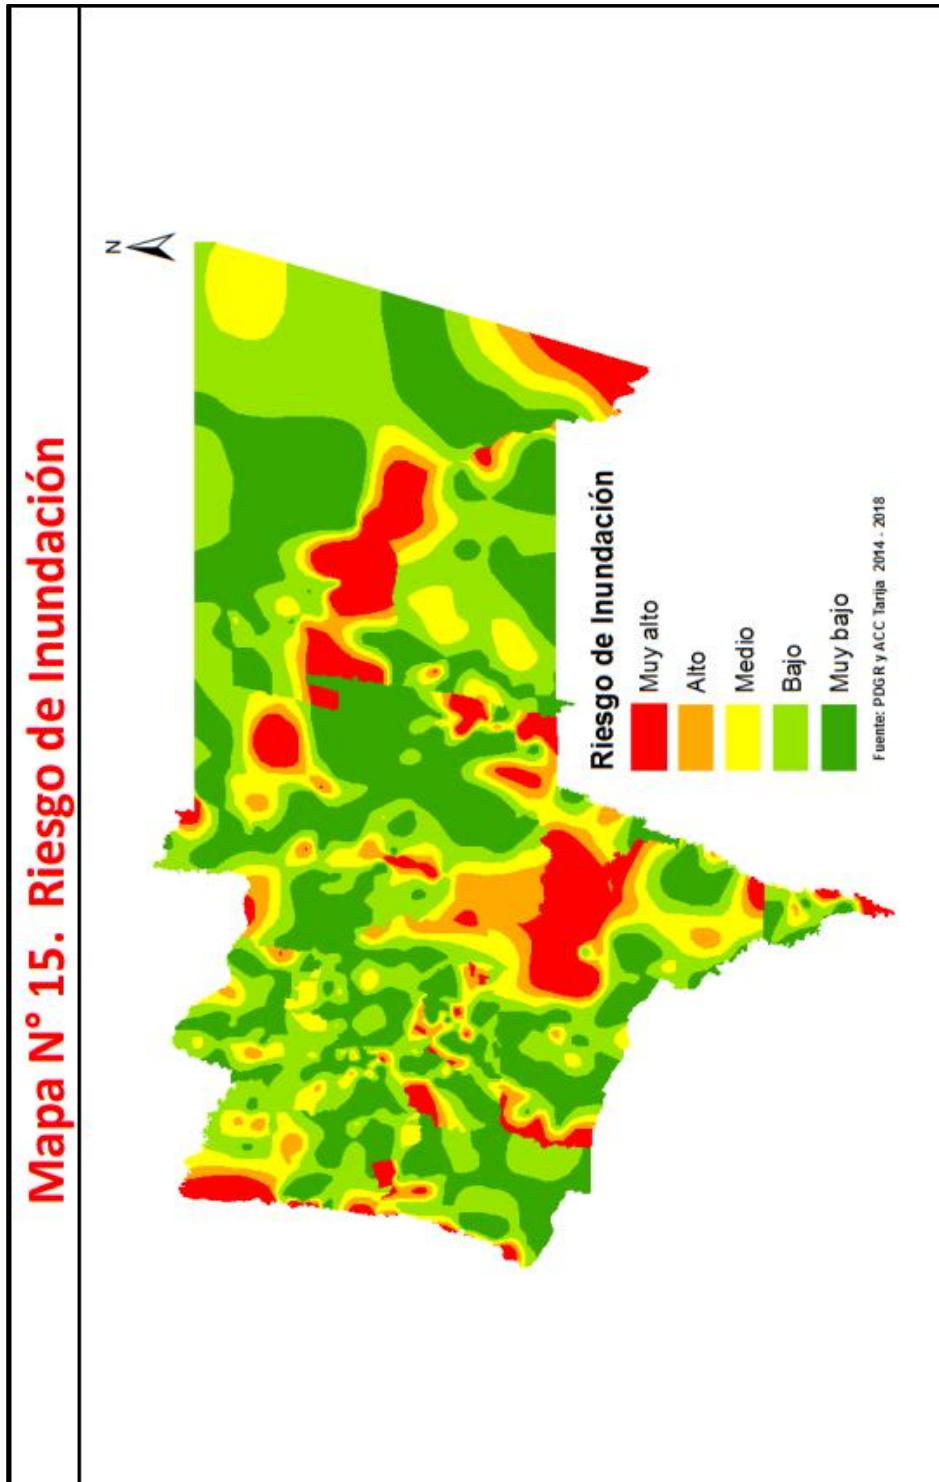 Mapa N° 15. Riesgo de Inundación
N
Riesgo de Inundación
Muy alto
Alto
Medio
Bajo
Muy bajo
Fuente: PDGR y ACC Tarija 2014 - 2018